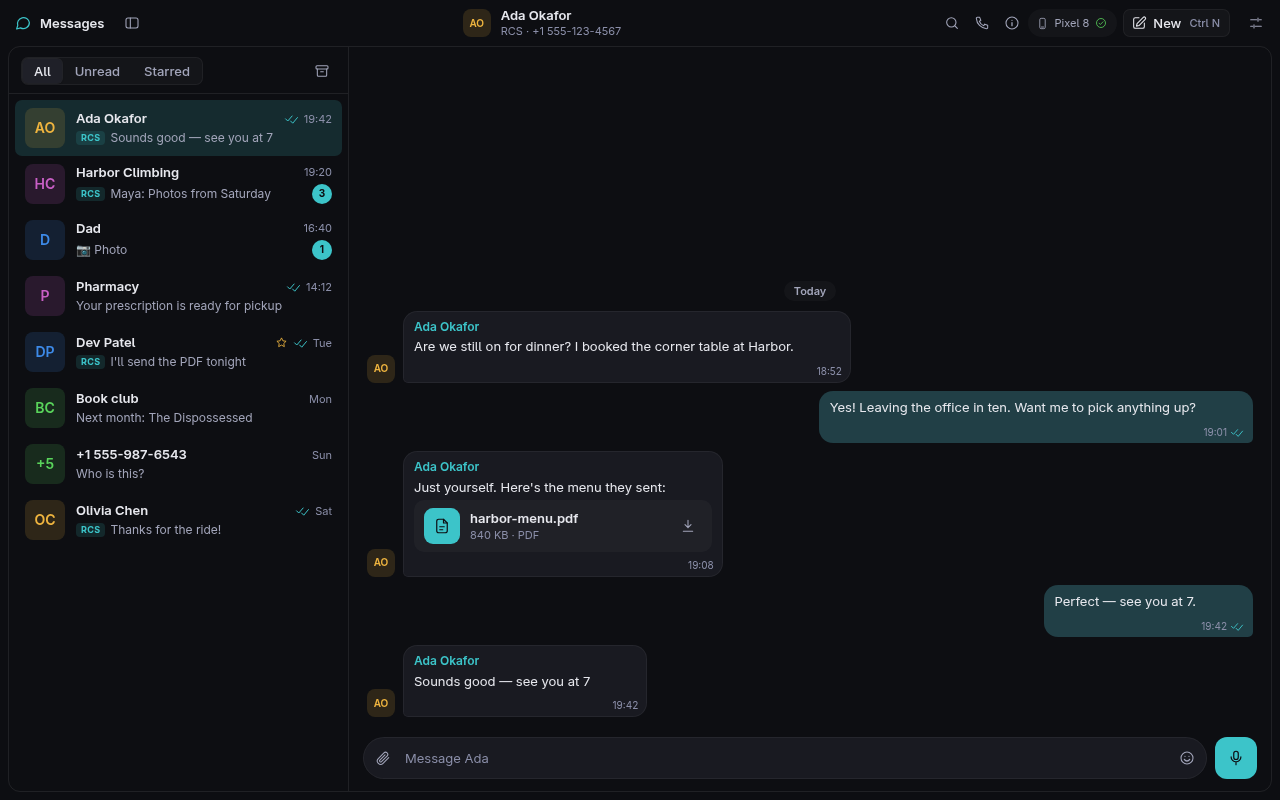 Messages
Ada Okafor
RCS · +1 555-123-4567
Pixel 8
New Ctrl N
All Unread Starred
AO
Ada Okafor 19:42
RCS Sounds good — see you at 7
HC
Harbor Climbing 19:20
RCS Maya: Photos from Saturday 3
D
Dad 16:40
📷 Photo 1
P
Pharmacy 14:12
Your prescription is ready for pickup
DP
Dev Patel Tue
RCS I'll send the PDF tonight
BC
Book club Mon
Next month: The Dispossessed
+5
+1 555-987-6543 Sun
Who is this?
OC
Olivia Chen Sat
RCS Thanks for the ride!
AO
Today
Ada Okafor
Are we still on for dinner? I booked the corner table at Harbor.
18:52
AO
Yes! Leaving the office in ten. Want me to pick anything up?
19:01
Ada Okafor
Just yourself. Here's the menu they sent:
harbor-menu.pdf
840 KB · PDF
19:08
AO
Perfect — see you at 7.
19:42
Ada Okafor
Sounds good — see you at 7
19:42
AO
Message Ada